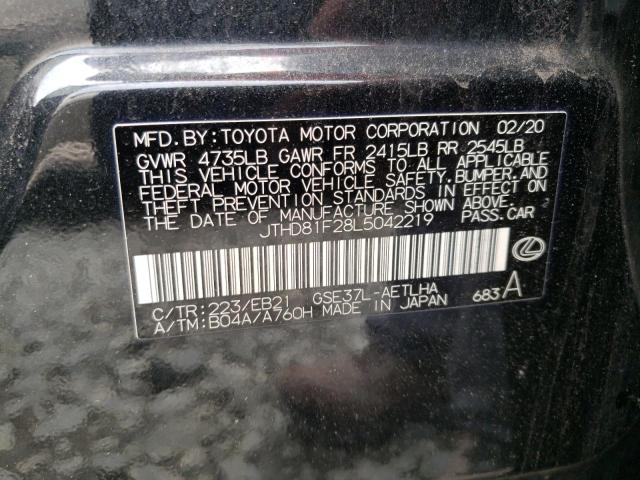 MFD.BY:TOYOTA MOTOR CORPORATION 02/20
GVWR 4735LB GAWR FR 2415LB RR 2545LB
THIS VEHICLE CONFORMS TO ALL APPLICABLE
FEDERAL MOTOR VEHICLE SAFETY,BUMPER,AND
THEFT PREVENTION STANDARDS IN EFFECT ON
THE DATE OF MANUFACTURE SHOWN ABOVE.
JTHD81F28L5042219 PASS.CAR
C/TR:223/EB21 GSE37L-AETLHA
A/TM:B04A/A760H MADE IN JAPAN 683A